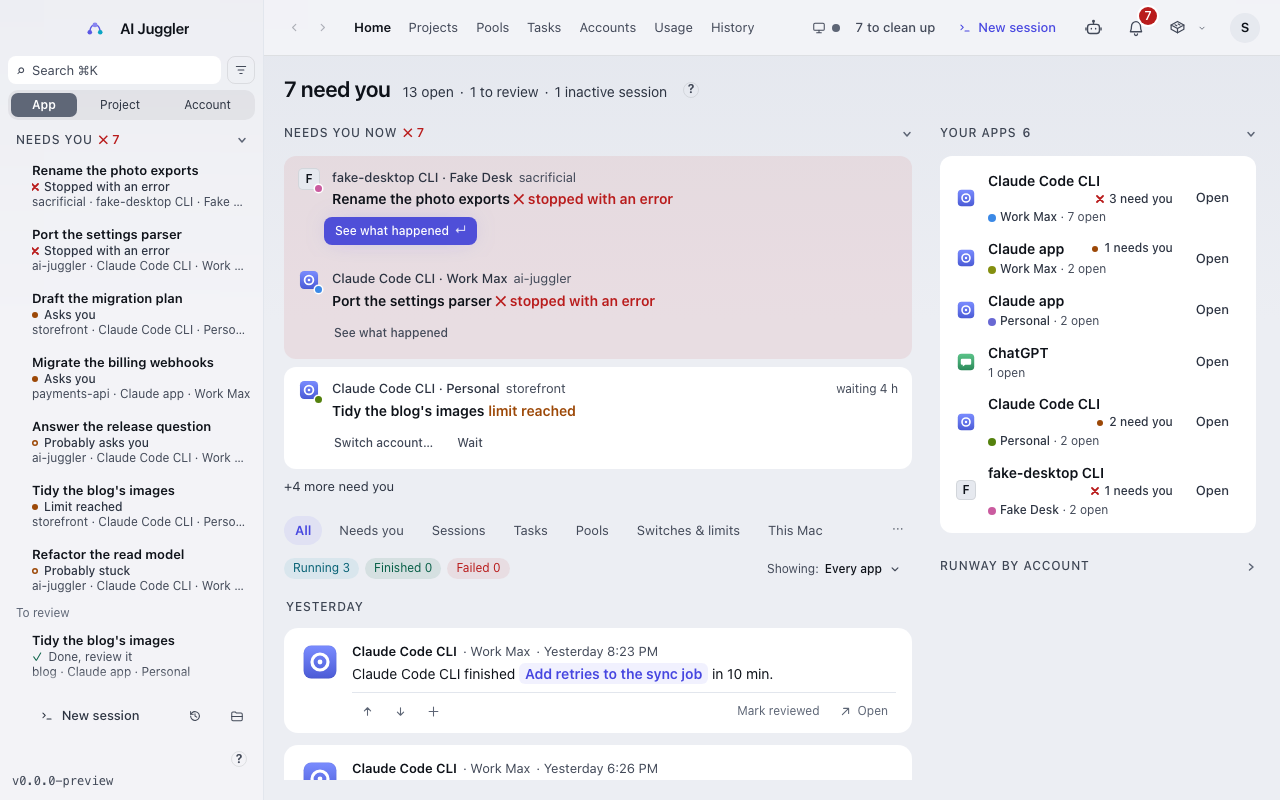 AI Juggler
Search ⌘K
App Project Account
NEEDS YOU 7
Rename the photo exports
Stopped with an error
sacrificial · fake-desktop CLI · Fake ...
Port the settings parser
Stopped with an error
ai-juggler · Claude Code CLI · Work ...
Draft the migration plan
Asks you
storefront · Claude Code CLI · Perso...
Migrate the billing webhooks
Asks you
payments-api · Claude app · Work Max
Answer the release question
Probably asks you
ai-juggler · Claude Code CLI · Work ...
Tidy the blog's images
Limit reached
storefront · Claude Code CLI · Perso...
Refactor the read model
Probably stuck
ai-juggler · Claude Code CLI · Work ...
To review
Tidy the blog's images
Done, review it
blog · Claude app · Personal
New session
?
v0.0.0-preview
Home Projects Pools Tasks Accounts Usage History
7 to clean up
New session
7
S
7 need you 13 open · 1 to review · 1 inactive session ?
NEEDS YOU NOW 7
F
fake-desktop CLI · Fake Desk sacrificial
Rename the photo exports stopped with an error
See what happened
Claude Code CLI · Work Max ai-juggler
Port the settings parser stopped with an error
See what happened
Claude Code CLI · Personal storefront waiting 4 h
Tidy the blog's images limit reached
Switch account... Wait
+4 more need you
All Needs you Sessions Tasks Pools Switches & limits This Mac ...
Running 3 Finished 0 Failed 0
Showing: Every app
YESTERDAY
Claude Code CLI · Work Max · Yesterday 8:23 PM
Claude Code CLI finished Add retries to the sync job in 10 min.
Mark reviewed Open
Claude Code CLI · Work Max · Yesterday 6:26 PM
YOUR APPS 6
Claude Code CLI
3 need you
Work Max · 7 open
Open
Claude app
1 needs you
Work Max · 2 open
Open
Claude app
Personal · 2 open
Open
ChatGPT
1 open
Open
Claude Code CLI
2 need you
Personal · 2 open
Open
F
fake-desktop CLI
1 needs you
Fake Desk · 2 open
Open
RUNWAY BY ACCOUNT